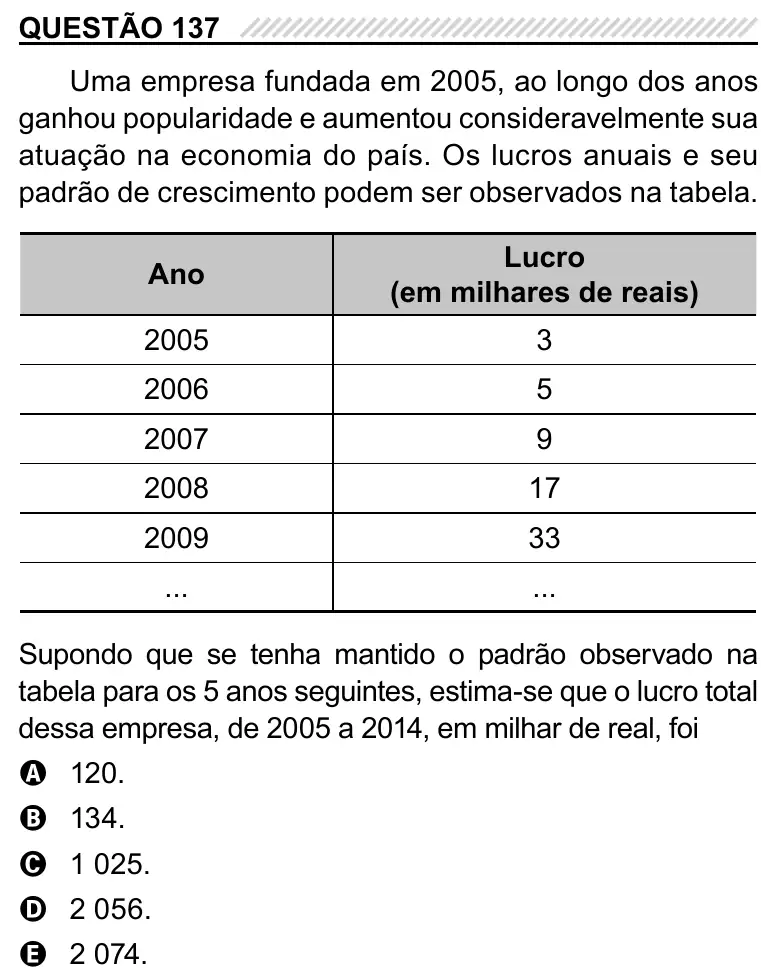 QUESTÃO 137
Uma empresa fundada em 2005, ao longo dos anos
ganhou popularidade e aumentou consideravelmente sua
atuação na economia do país. Os lucros anuais e seu
padrão de crescimento podem ser observados na tabela.
Ano Lucro (em milhares de reais)
2005 3
2006 5
2007 9
2008 17
2009 33
... ...
Supondo que se tenha mantido o padrão observado na
tabela para os 5 anos seguintes, estima-se que o lucro total
dessa empresa, de 2005 a 2014, em milhar de real, foi
A 120.
B 134.
C 1 025.
D 2 056.
E 2 074.